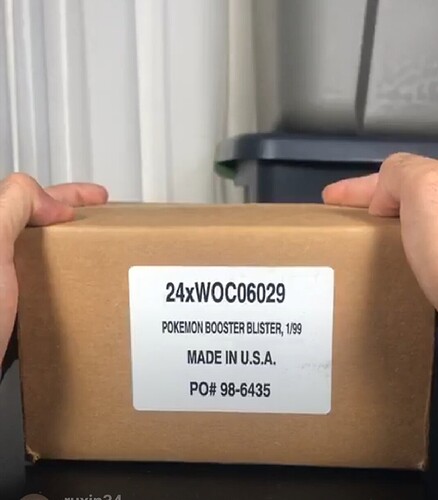 24xWOC06029
POKEMON BOOSTER BLISTER, 1/99
MADE IN U.S.A.
PO# 98-6435